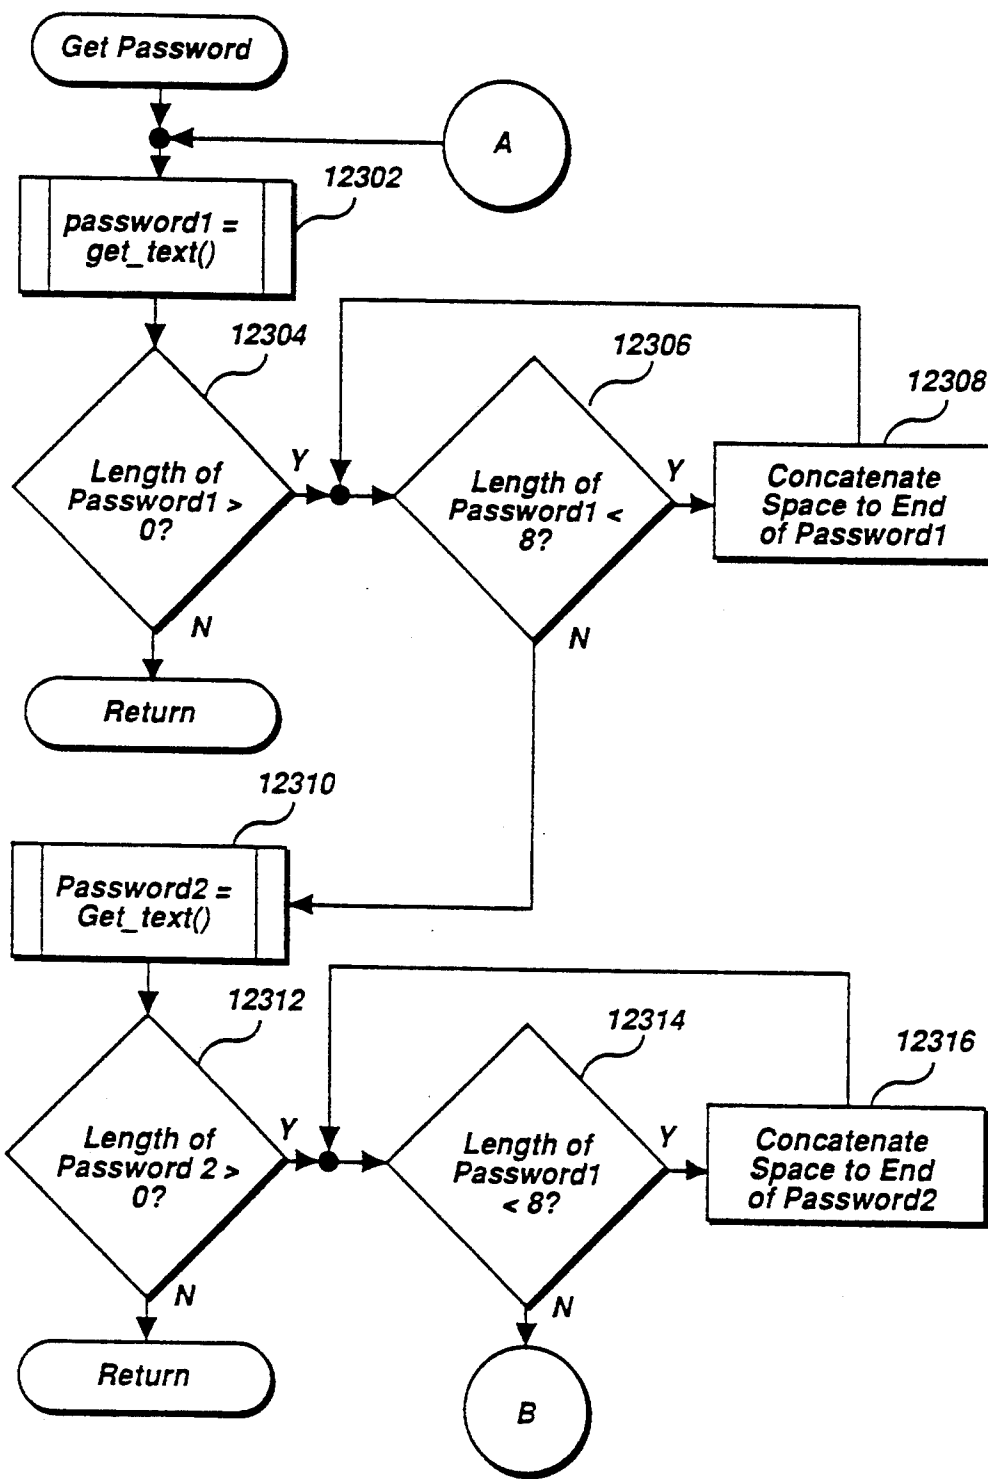 Get Password
A
12302
password1 =
get_text()
12304
12306
12308
Length of
Password1 >
0?
Y
Length of
Password1 <
8?
Y
Concatenate
Space to End
of Password1
N
N
Return
12310
Password2 =
Get_text()
12312
12314
12316
Length of
Password 2 >
0?
Y
Length of
Password1
< 8?
Y
Concatenate
Space to End
of Password2
N
N
Return
B